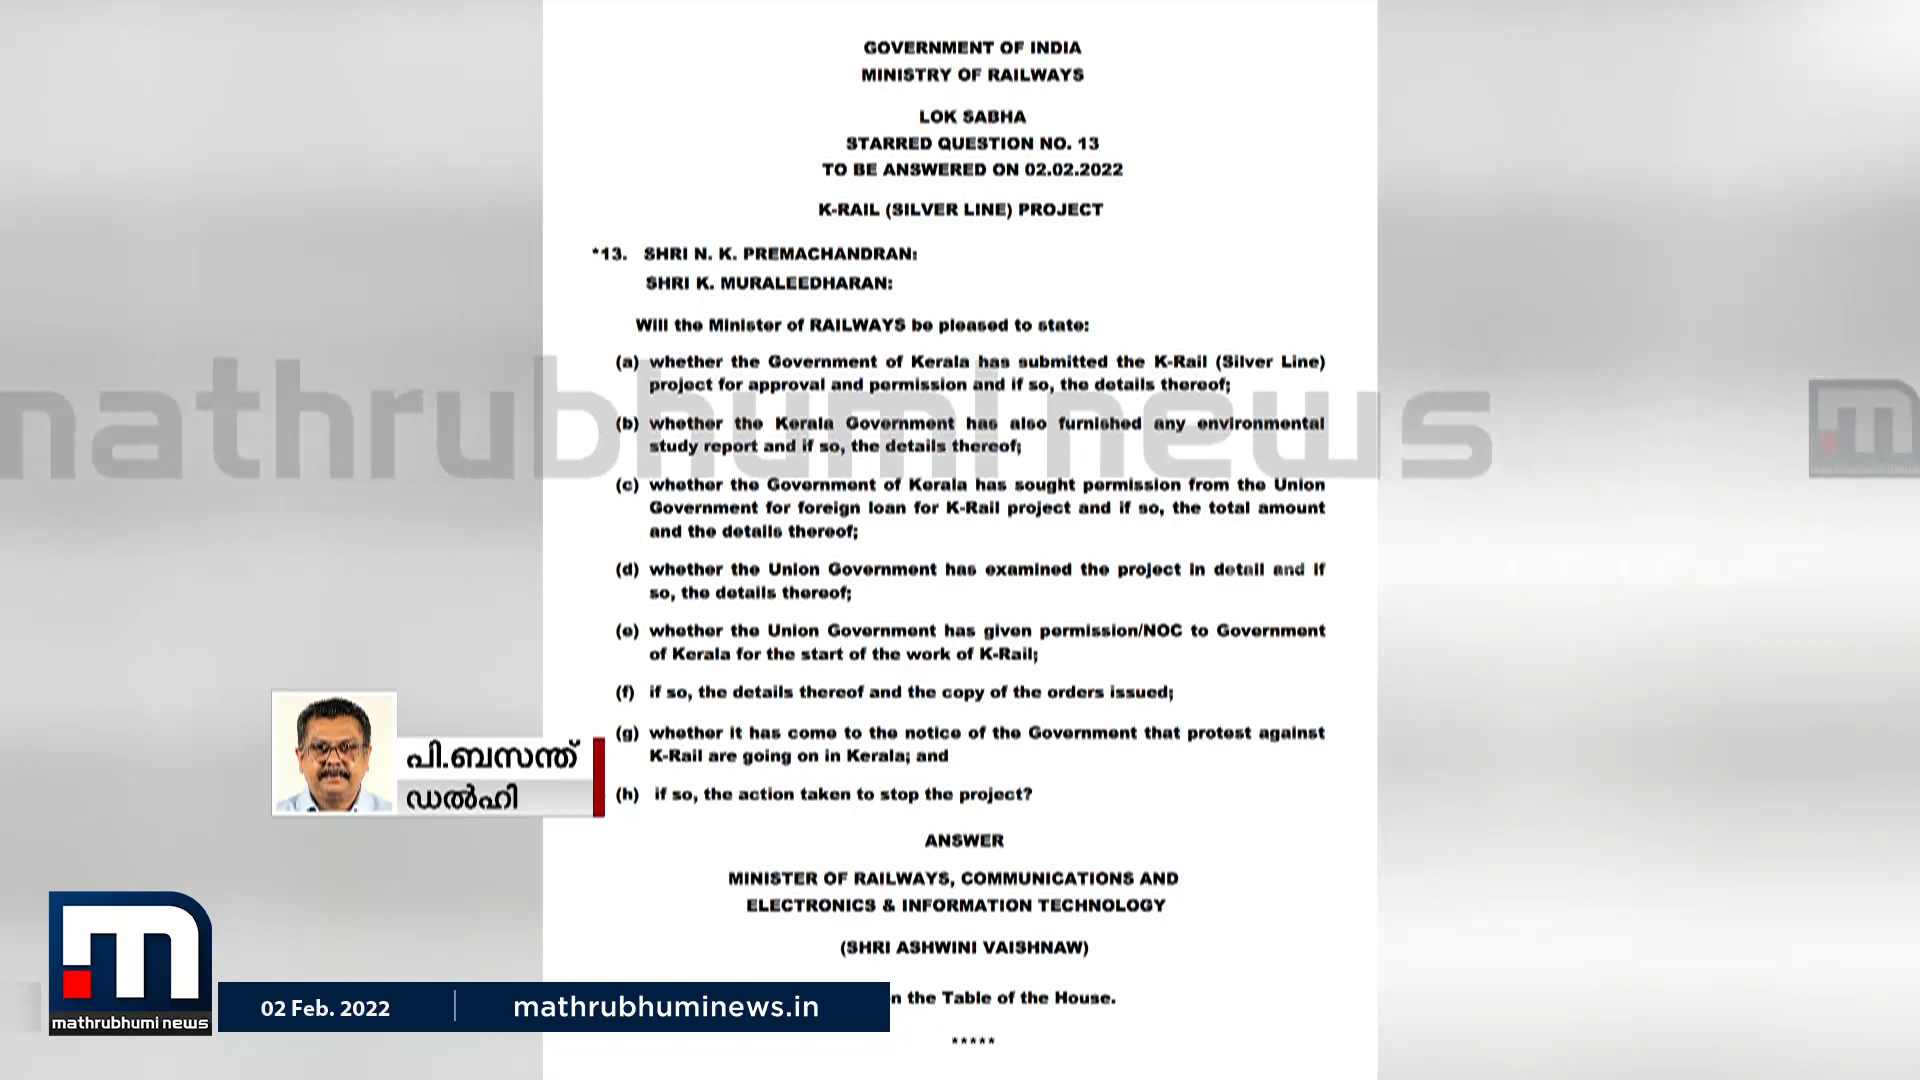 GOVERNMENT OF INDIA
MINISTRY OF RAILWAYS
LOK SABHA
STARRED QUESTION NO. 13
TO BE ANSWERED ON 02.02.2022
K-RAIL (SILVER LINE) PROJECT
*13. SHRI N. K. PREMACHANDRAN:
SHRI K. MURALEEDHARAN:
Will the Minister of RAILWAYS be pleased to state:
(a) whether the Government of Kerala has submitted the K-Rail (Silver Line)
project for approval and permission and if so, the details thereof;
(b) whether the Kerala Government has also furnished any environmental
study report and if so, the details thereof;
(c) whether the Government of Kerala has sought permission from the Union
Government for foreign loan for K-Rail project and if so, the total amount
and the details thereof;
(d) whether the Union Government has examined the project in detail and if
so, the details thereof;
(e) whether the Union Government has given permission/NOC to Government
of Kerala for the start of the work of K-Rail;
(f) if so, the details thereof and the copy of the orders issued;
(g) whether it has come to the notice of the Government that protest against
K-Rail are going on in Kerala; and
(h) if so, the action taken to stop the project?
ANSWER
MINISTER OF RAILWAYS, COMMUNICATIONS AND
ELECTRONICS & INFORMATION TECHNOLOGY
(SHRI ASHWINI VAISHNAW)
n the Table of the House.
*****
mathrubhumi news
പി.ബസന്ത്
ഡൽഹി
mathrubhumi news
02 Feb. 2022
mathrubhuminews.in